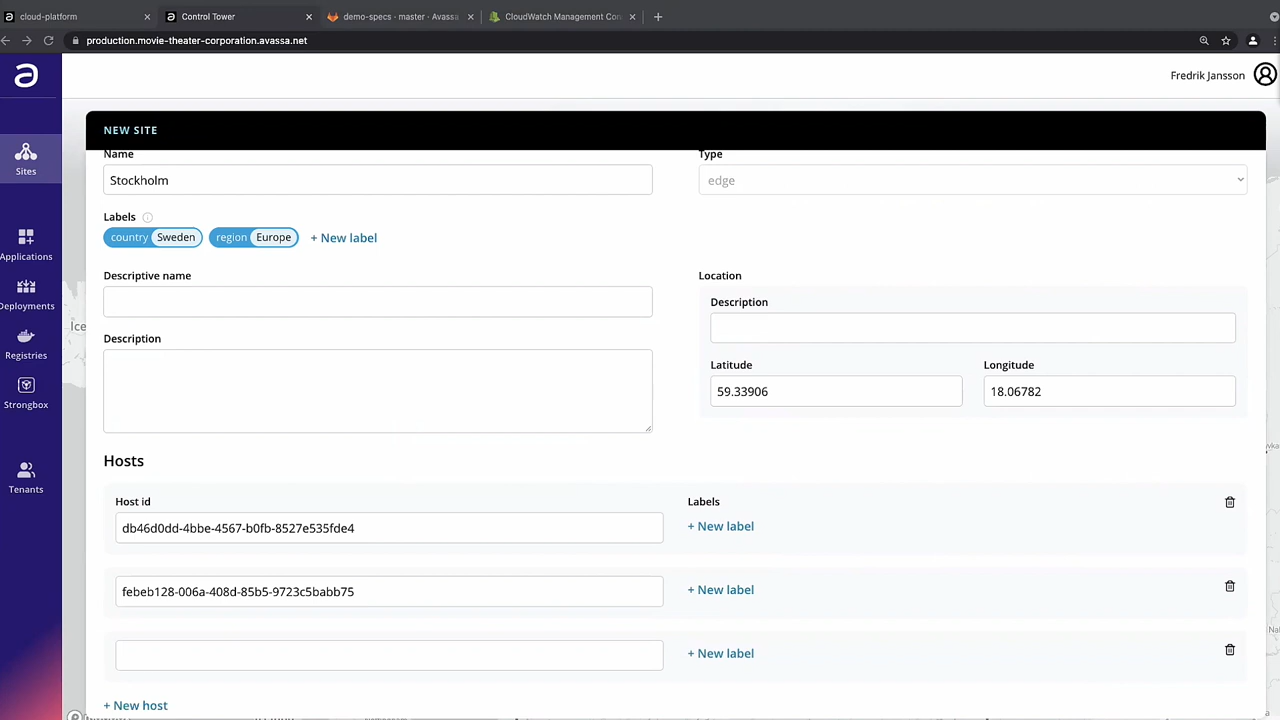 cloud-platform
Control Tower
demo-specs · master · Avassa
CloudWatch Management Con
production.movie-theater-corporation.avassa.net
Fredrik Jansson
Sites
Applications
Deployments
Registries
Strongbox
Tenants
NEW SITE
Name
Type
Stockholm
edge
Labels
country Sweden
region Europe
+ New label
Descriptive name
Location
Description
Description
Latitude
Longitude
59.33906
18.06782
Hosts
Host id
Labels
db46d0dd-4bbe-4567-b0fb-8527e535fde4
+ New label
febeb128-006a-408d-85b5-9723c5babb75
+ New label
+ New label
+ New host
Ice